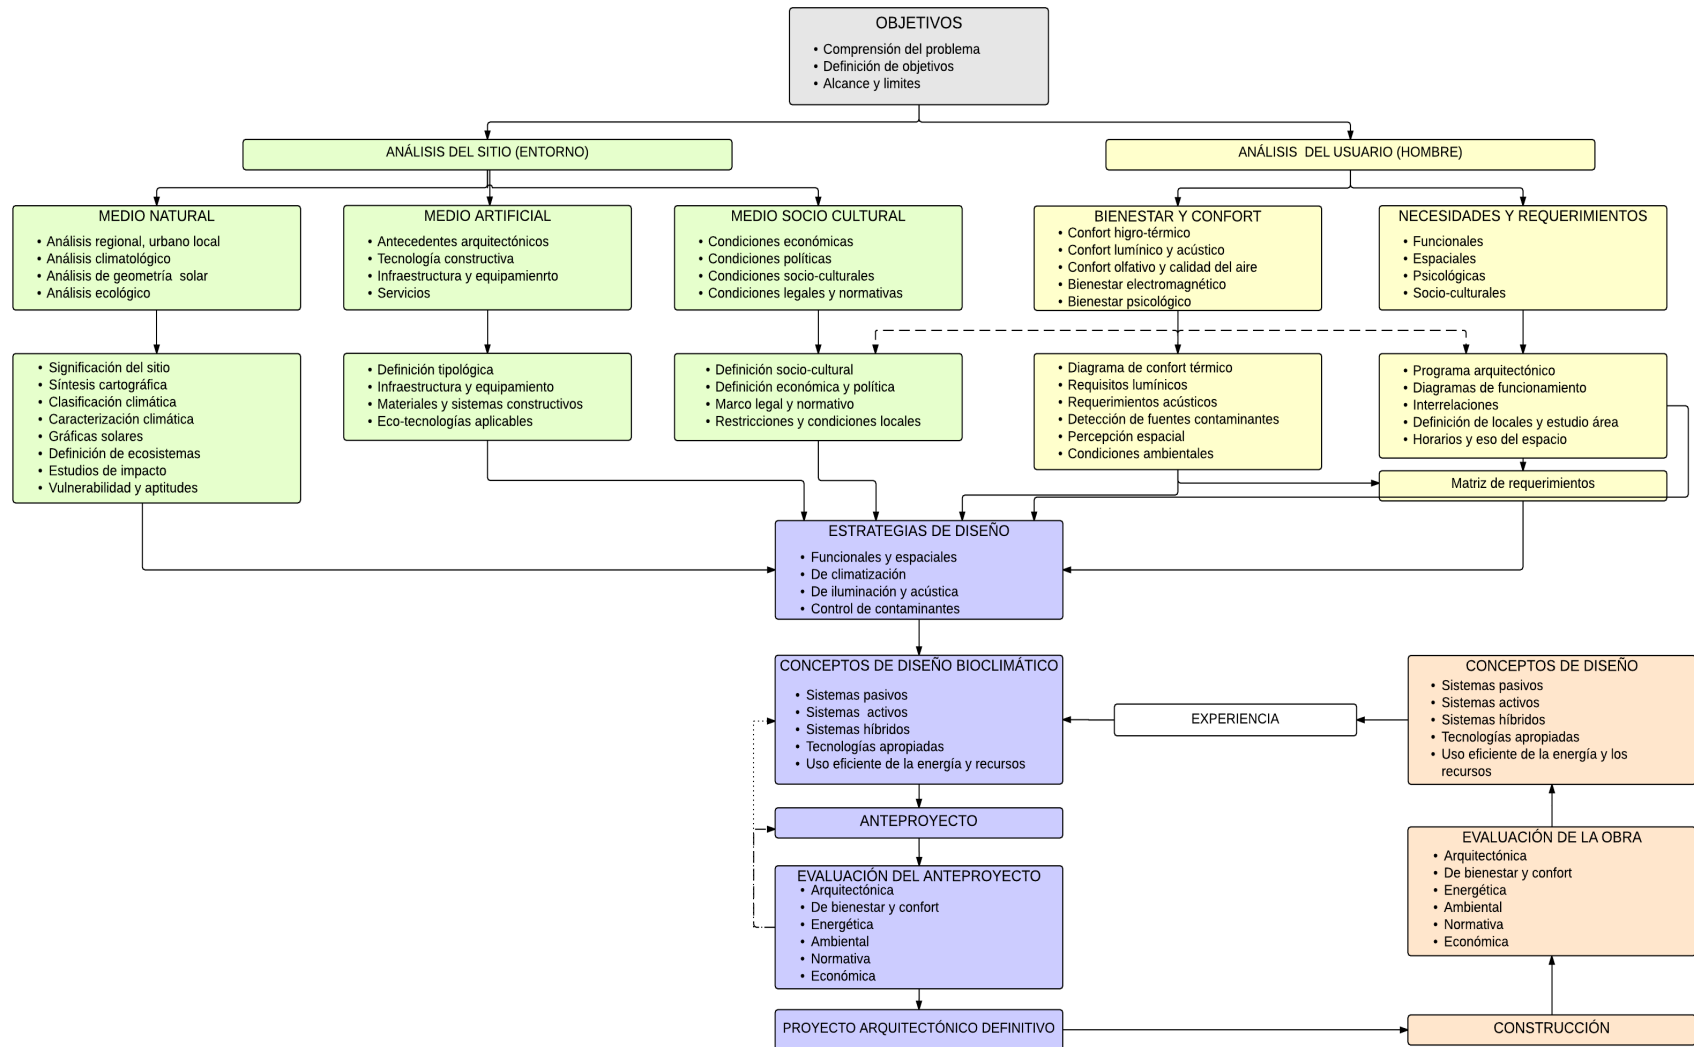 OBJETIVOS
• Comprensión del problema
• Definición de objetivos
• Alcance y limites
ANÁLISIS DEL SITIO (ENTORNO)
ANÁLISIS DEL USUARIO (HOMBRE)
MEDIO NATURAL
• Análisis regional, urbano local
• Análisis climatológico
• Análisis de geometría solar
• Análisis ecológico
MEDIO ARTIFICIAL
• Antecedentes arquitectónicos
• Tecnología constructiva
• Infraestructura y equipamienrto
• Servicios
MEDIO SOCIO CULTURAL
• Condiciones económicas
• Condiciones políticas
• Condiciones socio-culturales
• Condiciones legales y normativas
BIENESTAR Y CONFORT
• Confort higro-térmico
• Confort lumínico y acústico
• Confort olfativo y calidad del aire
• Bienestar electromagnético
• Bienestar psicológico
NECESIDADES Y REQUERIMIENTOS
• Funcionales
• Espaciales
• Psicológicas
• Socio-culturales
• Significación del sitio
• Síntesis cartográfica
• Clasificación climática
• Caracterización climática
• Gráficas solares
• Definición de ecosistemas
• Estudios de impacto
• Vulnerabilidad y aptitudes
• Definición tipológica
• Infraestructura y equipamiento
• Materiales y sistemas constructivos
• Eco-tecnologías aplicables
• Definición socio-cultural
• Definición económica y política
• Marco legal y normativo
• Restricciones y condiciones locales
• Diagrama de confort térmico
• Requisitos lumínicos
• Requerimientos acústicos
• Detección de fuentes contaminantes
• Percepción espacial
• Condiciones ambientales
• Programa arquitectónico
• Diagramas de funcionamiento
• Interrelaciones
• Definición de locales y estudio área
• Horarios y eso del espacio
Matriz de requerimientos
ESTRATEGIAS DE DISEÑO
• Funcionales y espaciales
• De climatización
• De iluminación y acústica
• Control de contaminantes
CONCEPTOS DE DISEÑO BIOCLIMÁTICO
• Sistemas pasivos
• Sistemas activos
• Sistemas híbridos
• Tecnologías apropiadas
• Uso eficiente de la energía y recursos
EXPERIENCIA
CONCEPTOS DE DISEÑO
• Sistemas pasivos
• Sistemas activos
• Sistemas híbridos
• Tecnologías apropiadas
• Uso eficiente de la energía y los
recursos
ANTEPROYECTO
EVALUACIÓN DEL ANTEPROYECTO
• Arquitectónica
• De bienestar y confort
• Energética
• Ambiental
• Normativa
• Económica
EVALUACIÓN DE LA OBRA
• Arquitectónica
• De bienestar y confort
• Energética
• Ambiental
• Normativa
• Económica
PROYECTO ARQUITECTÓNICO DEFINITIVO
CONSTRUCCIÓN